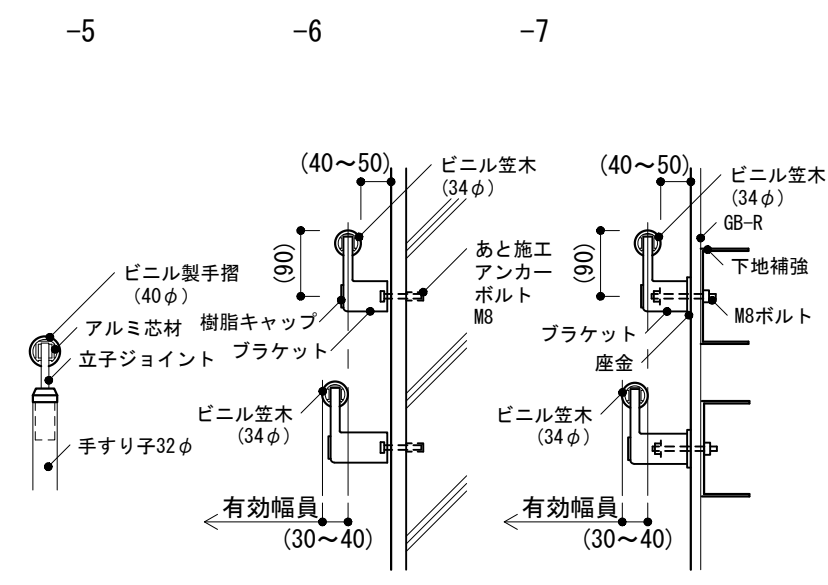 -5
-6
-7
(40～50)
ビニル笠木
(34φ)
(90)
あと施工
アンカー
ボルト
M8
ビニル製手摺
(40φ)
アルミ芯材
立子ジョイント
手すり子32φ
樹脂キャップ
ブラケット
ビニル笠木
(34φ)
有効幅員
(30～40)
(40～50)
ビニル笠木
(34φ)
GB-R
下地補強
(90)
M8ボルト
ブラケット
座金
ビニル笠木
(34φ)
有効幅員
(30～40)